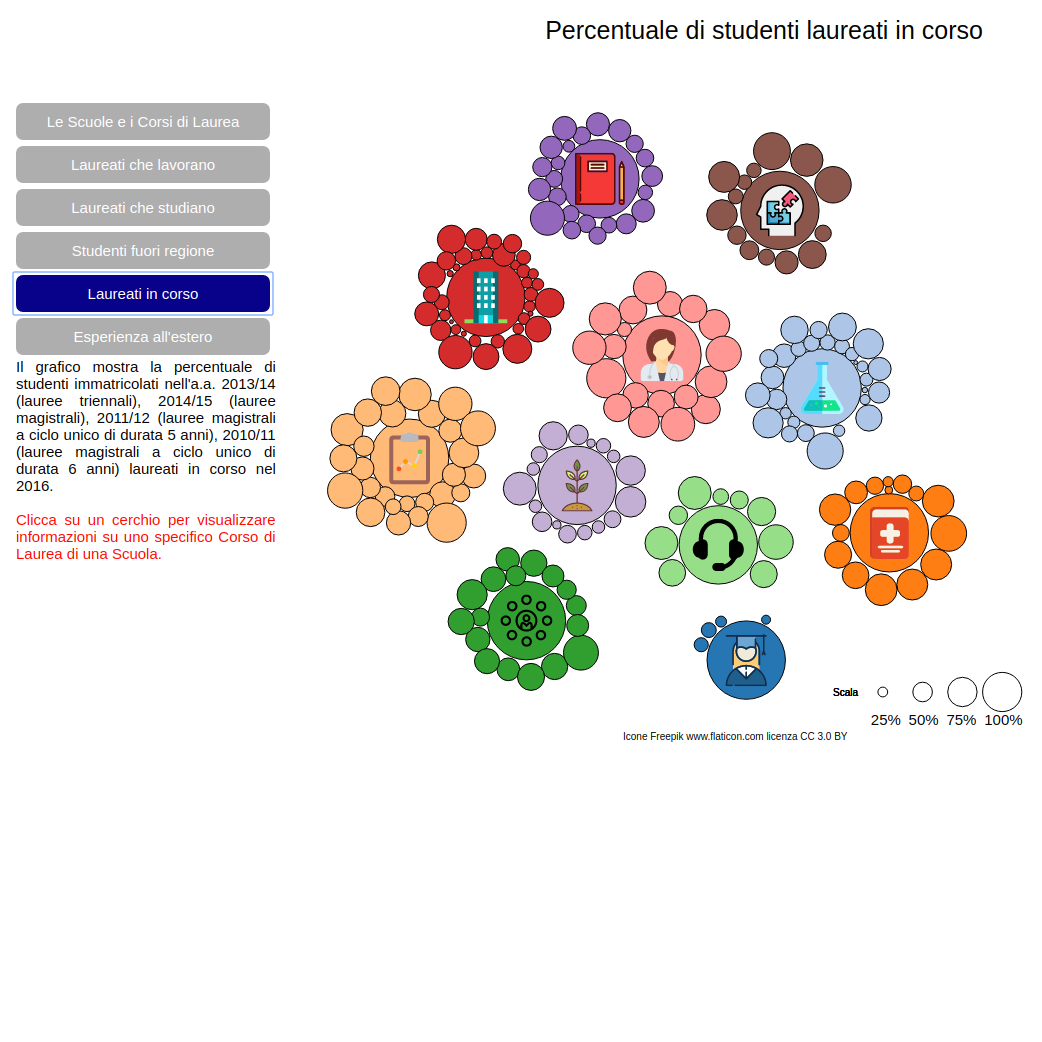 Percentuale di studenti laureati in corso
Le Scuole e i Corsi di Laurea
Laureati che lavorano
Laureati che studiano
Studenti fuori regione
Laureati in corso
Esperienza all'estero
Il grafico mostra la percentuale di
studenti immatricolati nell'a.a. 2013/14
(lauree triennali), 2014/15 (lauree
magistrali), 2011/12 (lauree magistrali
a ciclo unico di durata 5 anni), 2010/11
(lauree magistrali a ciclo unico di
durata 6 anni) laureati in corso nel
2016.
Clicca su un cerchio per visualizzare
informazioni su uno specifico Corso di
Laurea di una Scuola.
Scala
25% 50% 75% 100%
Icone Freepik www.flaticon.com licenza CC 3.0 BY